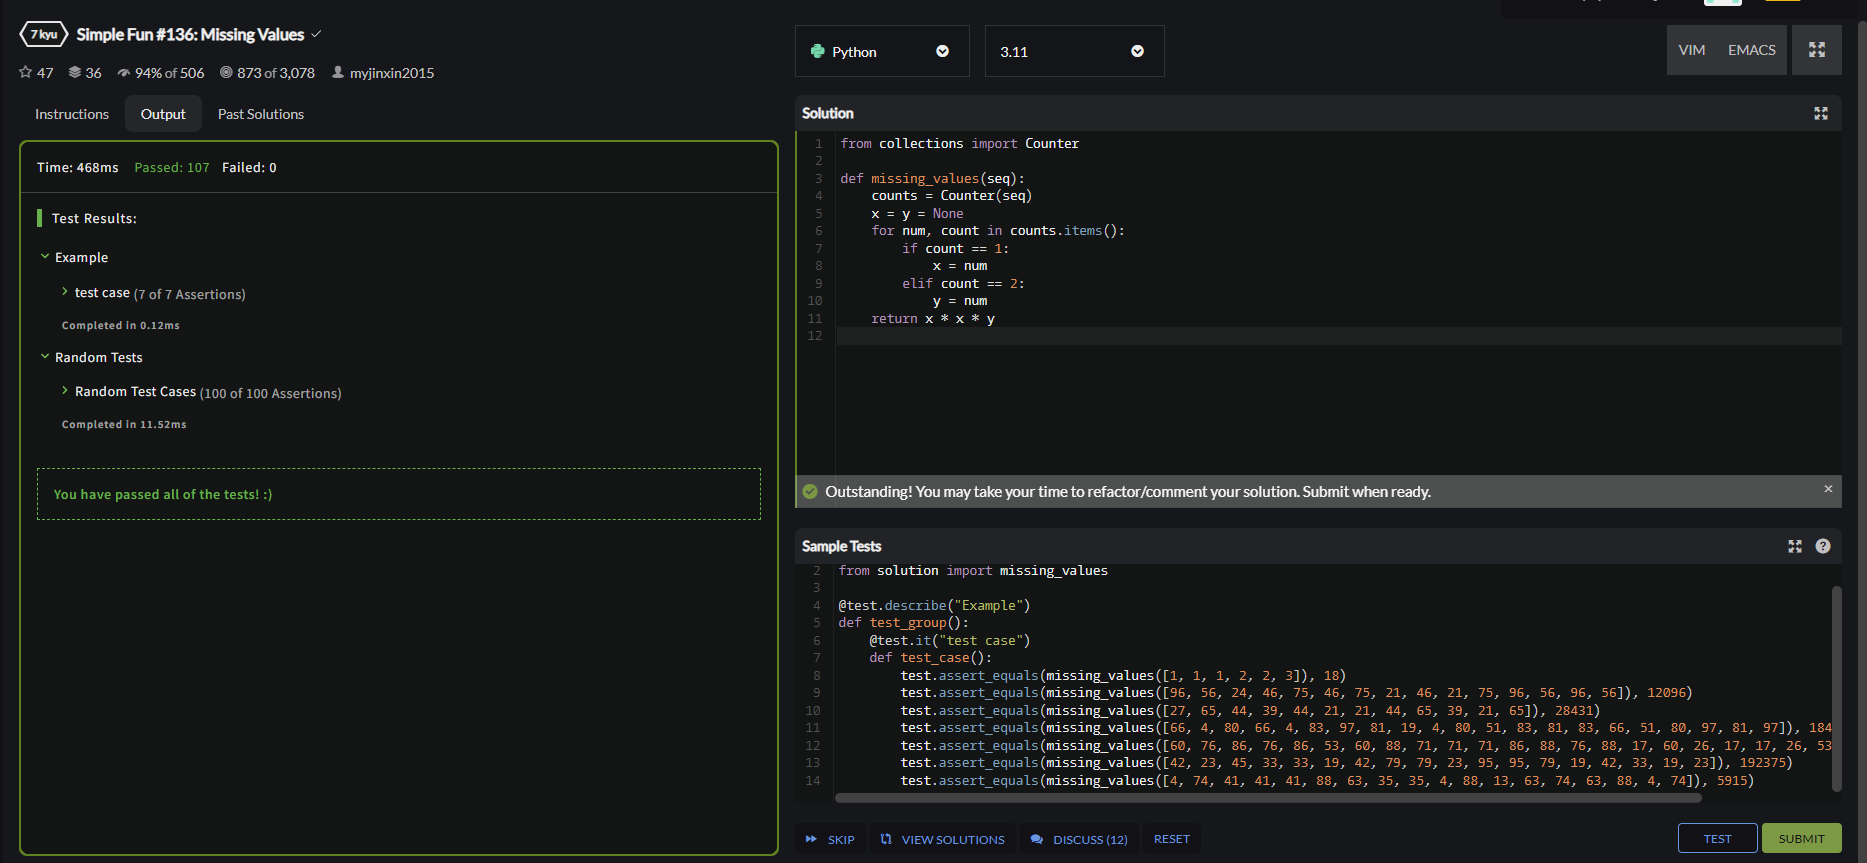 7 kyu
Simple Fun #136: Missing Values
47 36 94% of 506 873 of 3,078 myjinxin2015
Instructions Output Past Solutions
Time: 468ms Passed: 107 Failed: 0
Test Results:
Example
test case (7 of 7 Assertions)
Completed in 0.12ms
Random Tests
Random Test Cases (100 of 100 Assertions)
Completed in 11.52ms
You have passed all of the tests! :)
Python
3.11
VIM EMACS
Solution
1 from collections import Counter
2
3 def missing_values(seq):
4 counts = Counter(seq)
5 x = y = None
6 for num, count in counts.items():
7 if count == 1:
8 x = num
9 elif count == 2:
10 y = num
11 return x * x * y
12
Outstanding! You may take your time to refactor/comment your solution. Submit when ready. ×
Sample Tests ?
2 from solution import missing_values
3
4 @test.describe("Example")
5 def test_group():
6 @test.it("test case")
7 def test_case():
8 test.assert_equals(missing_values([1, 1, 1, 2, 2, 3]), 18)
9 test.assert_equals(missing_values([96, 56, 24, 46, 75, 46, 75, 21, 46, 21, 75, 96, 56, 96, 56]), 12096)
10 test.assert_equals(missing_values([27, 65, 44, 39, 44, 21, 21, 44, 65, 39, 21, 65]), 28431)
11 test.assert_equals(missing_values([66, 4, 80, 66, 4, 83, 97, 81, 19, 4, 80, 51, 83, 81, 83, 66, 51, 80, 97, 81, 97]), 184
12 test.assert_equals(missing_values([60, 76, 86, 76, 86, 53, 60, 88, 71, 71, 71, 86, 88, 76, 88, 17, 60, 26, 17, 17, 26, 53
13 test.assert_equals(missing_values([42, 23, 45, 33, 33, 19, 42, 79, 79, 23, 95, 95, 79, 19, 42, 33, 19, 23]), 192375)
14 test.assert_equals(missing_values([4, 74, 41, 41, 41, 88, 63, 35, 35, 4, 88, 13, 63, 74, 63, 88, 4, 74]), 5915)
SKIP VIEW SOLUTIONS DISCUSS (12) RESET TEST SUBMIT